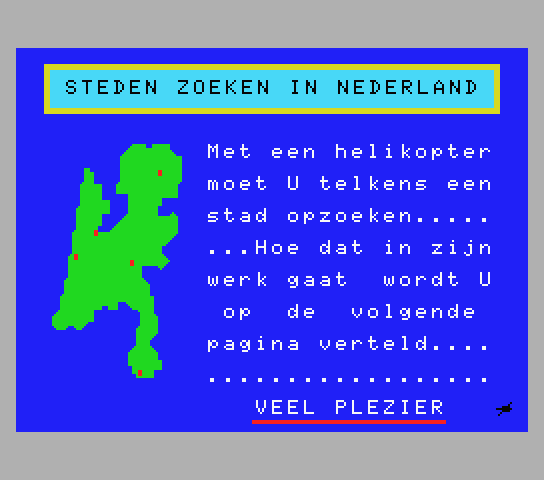 STEDEN ZOEKEN IN NEDERLAND
Met een helikopter
moet U telkens een
stad opzoeken.....
...Hoe dat in zijn
werk gaat  wordt U
op  de  volgende
pagina verteld....
..................
VEEL PLEZIER